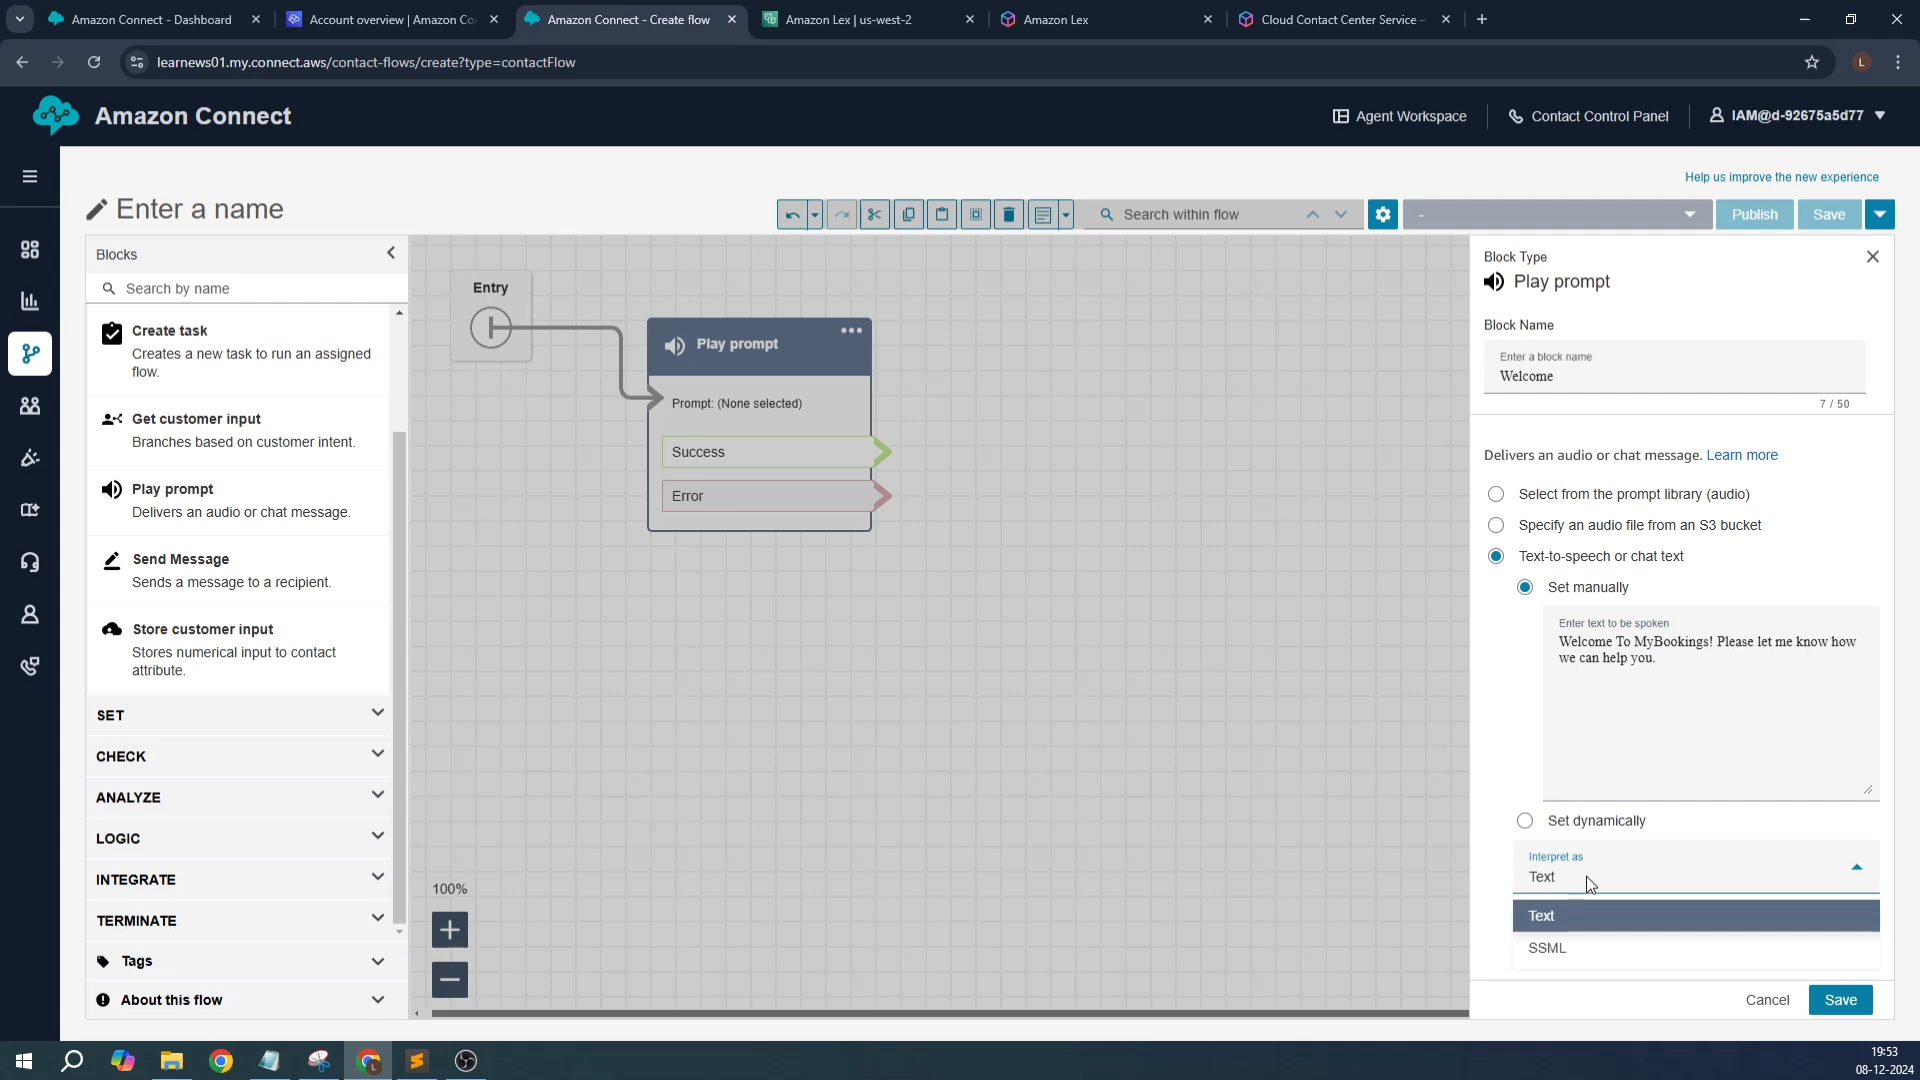 Amazon Connect - Dashboard
Account overview | Amazon Co
Amazon Connect - Create flow
Amazon Lex | us-west-2
Amazon Lex
Cloud Contact Center Service -
learnews01.my.connect.aws/contact-flows/create?type=contactFlow
L
Amazon Connect
Agent Workspace
Contact Control Panel
IAM@d-92675a5d77
Help us improve the new experience
Enter a name
Search within flow
-
Publish
Save
Blocks
Search by name
Create task
Creates a new task to run an assigned
flow.
Get customer input
Branches based on customer intent.
Play prompt
Delivers an audio or chat message.
Send Message
Sends a message to a recipient.
Store customer input
Stores numerical input to contact
attribute.
SET
CHECK
ANALYZE
LOGIC
INTEGRATE
TERMINATE
Tags
About this flow
Entry
Play prompt
Prompt: (None selected)
Success
Error
100%
Block Type
Play prompt
Block Name
Enter a block name
Welcome
7 / 50
Delivers an audio or chat message. Learn more
Select from the prompt library (audio)
Specify an audio file from an S3 bucket
Text-to-speech or chat text
Set manually
Enter text to be spoken
Welcome To MyBookings! Please let me know how
we can help you.
Set dynamically
Interpret as
Text
Text
SSML
Cancel
Save
19:53
08-12-2024